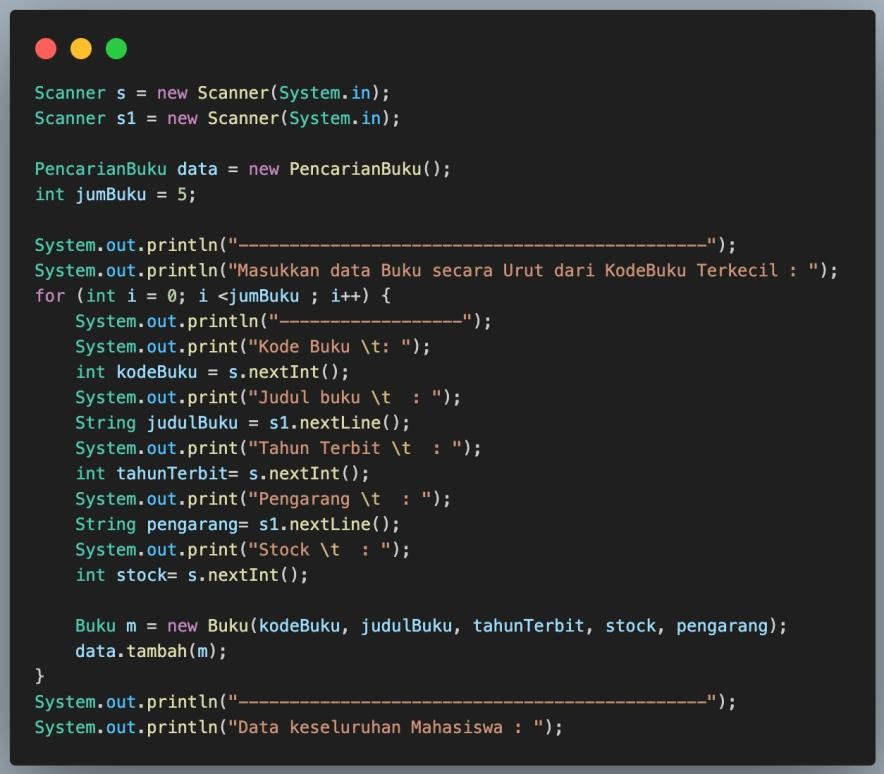 Scanner s = new Scanner(System.in);
Scanner s1 = new Scanner(System.in);

PencarianBuku data = new PencarianBuku();
int jumBuku = 5;

System.out.println("----------------------------------------------");
System.out.println("Masukkan data Buku secara Urut dari KodeBuku Terkecil : ");
for (int i = 0; i <jumBuku ; i++) {
    System.out.println("------------------");
    System.out.print("Kode Buku \t: ");
    int kodeBuku = s.nextInt();
    System.out.print("Judul buku \t  : ");
    String judulBuku = s1.nextLine();
    System.out.print("Tahun Terbit \t  : ");
    int tahunTerbit= s.nextInt();
    System.out.print("Pengarang \t  : ");
    String pengarang= s1.nextLine();
    System.out.print("Stock \t  : ");
    int stock= s.nextInt();

    Buku m = new Buku(kodeBuku, judulBuku, tahunTerbit, stock, pengarang);
    data.tambah(m);
}
System.out.println("----------------------------------------------");
System.out.println("Data keseluruhan Mahasiswa : ");